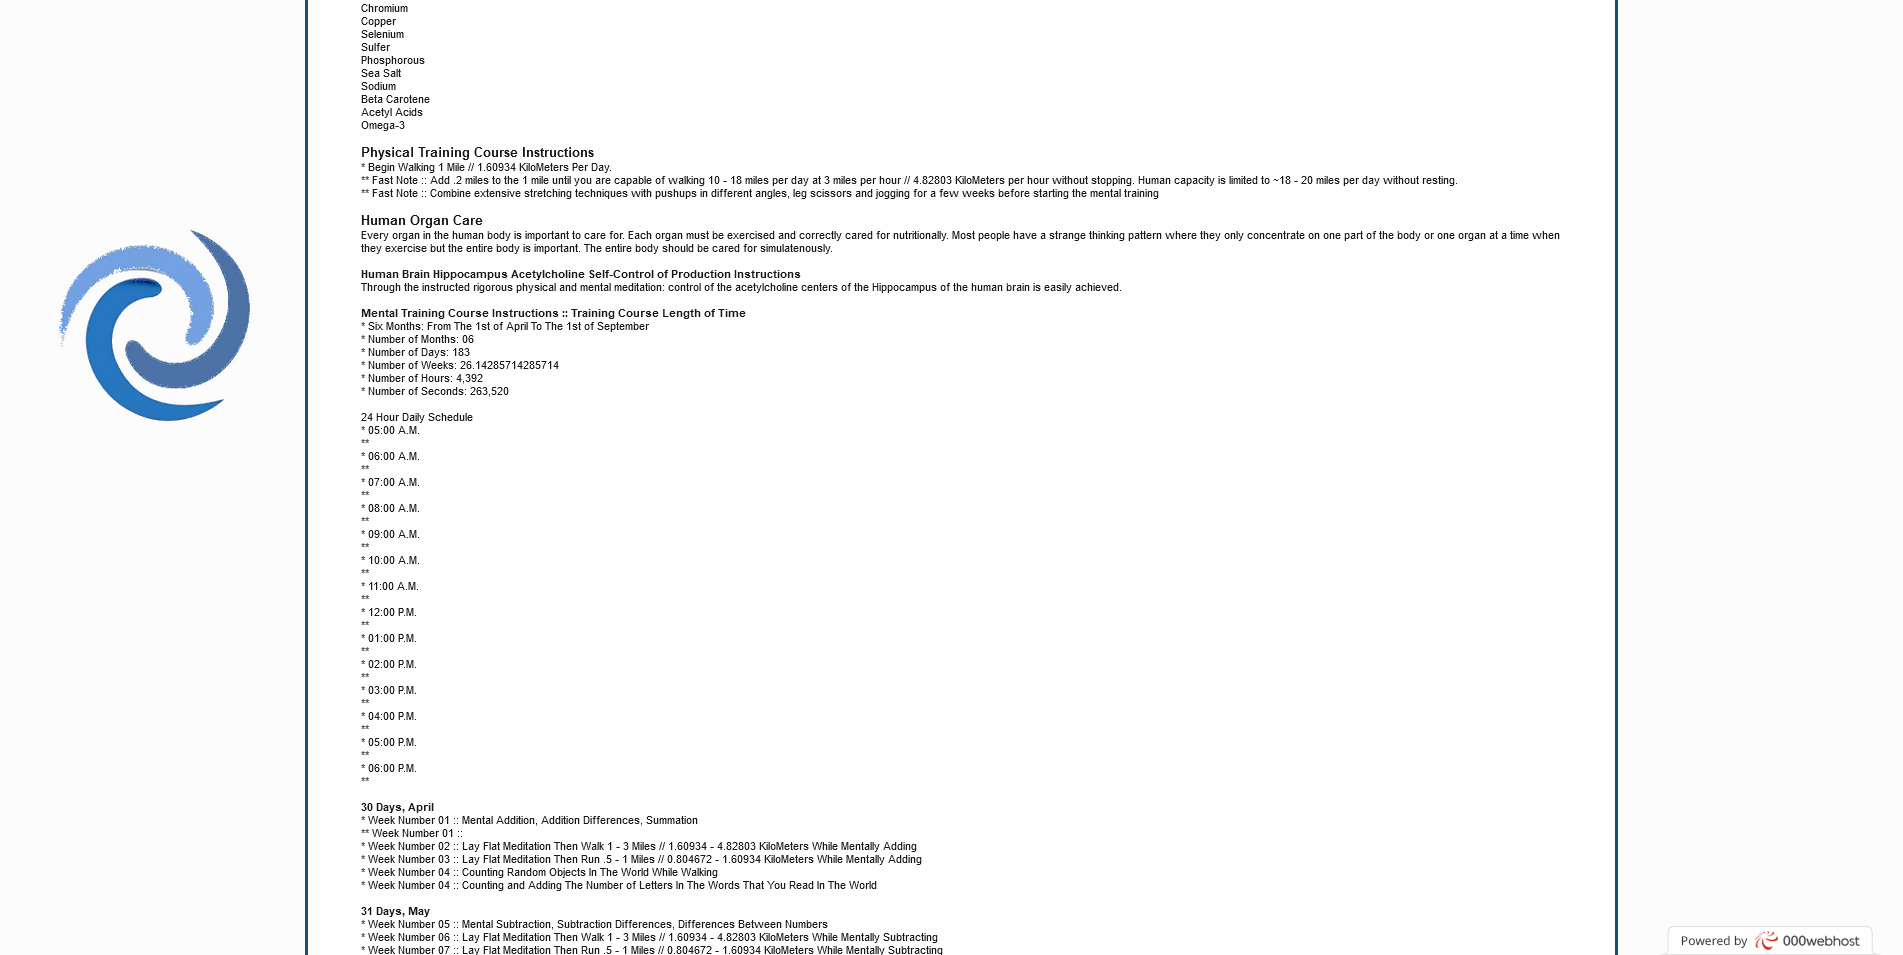 Chromium
Copper
Selenium
Sulfer
Phosphorous
Sea Salt
Sodium
Beta Carotene
Acetyl Acids
Omega-3
Physical Training Course Instructions
* Begin Walking 1 Mile // 1.60934 KiloMeters Per Day.
** Fast Note :: Add .2 miles to the 1 mile until you are capable of walking 10 - 18 miles per day at 3 miles per hour // 4.82803 KiloMeters per hour without stopping. Human capacity is limited to ~18 - 20 miles per day without resting.
** Fast Note :: Combine extensive stretching techniques with pushups in different angles, leg scissors and jogging for a few weeks before starting the mental training
Human Organ Care
Every organ in the human body is important to care for. Each organ must be exercised and correctly cared for nutritionally. Most people have a strange thinking pattern where they only concentrate on one part of the body or one organ at a time when
they exercise but the entire body is important. The entire body should be cared for simulatenously.
Human Brain Hippocampus Acetylcholine Self-Control of Production Instructions
Through the instructed rigorous physical and mental meditation: control of the acetylcholine centers of the Hippocampus of the human brain is easily achieved.
Mental Training Course Instructions :: Training Course Length of Time
* Six Months: From The 1st of April To The 1st of September
* Number of Months: 06
* Number of Days: 183
* Number of Weeks: 26.14285714285714
* Number of Hours: 4,392
* Number of Seconds: 263,520
24 Hour Daily Schedule
* 05:00 A.M.
**
* 06:00 A.M.
**
* 07:00 A.M.
**
* 08:00 A.M.
**
* 09:00 A.M.
**
* 10:00 A.M.
**
* 11:00 A.M.
**
* 12:00 P.M.
**
* 01:00 P.M.
**
* 02:00 P.M.
**
* 03:00 P.M.
**
* 04:00 P.M.
**
* 05:00 P.M.
**
* 06:00 P.M.
**
30 Days, April
* Week Number 01 :: Mental Addition, Addition Differences, Summation
** Week Number 01 ::
* Week Number 02 :: Lay Flat Meditation Then Walk 1 - 3 Miles // 1.60934 - 4.82803 KiloMeters While Mentally Adding
* Week Number 03 :: Lay Flat Meditation Then Run .5 - 1 Miles // 0.804672 - 1.60934 KiloMeters While Mentally Adding
* Week Number 04 :: Counting Random Objects In The World While Walking
* Week Number 04 :: Counting and Adding The Number of Letters In The Words That You Read In The World
31 Days, May
* Week Number 05 :: Mental Subtraction, Subtraction Differences, Differences Between Numbers
* Week Number 06 :: Lay Flat Meditation Then Walk 1 - 3 Miles // 1.60934 - 4.82803 KiloMeters While Mentally Subtracting
* Week Number 07 :: Lay Flat Meditation Then Run .5 - 1 Miles // 0.804672 - 1.60934 KiloMeters While Mentally Subtracting
Powered by 000webhost